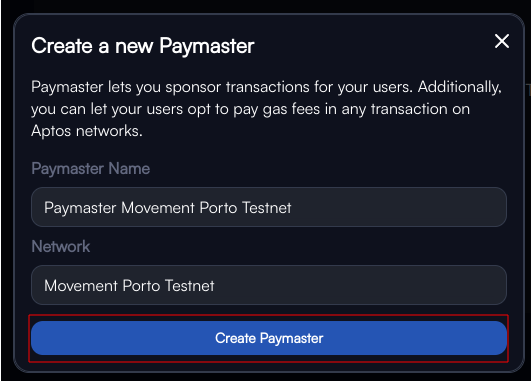 Create a new Paymaster
Paymaster lets you sponsor transactions for your users. Additionally,
you can let your users opt to pay gas fees in any transaction on
Aptos networks.
Paymaster Name
Paymaster Movement Porto Testnet
Network
Movement Porto Testnet
Create Paymaster